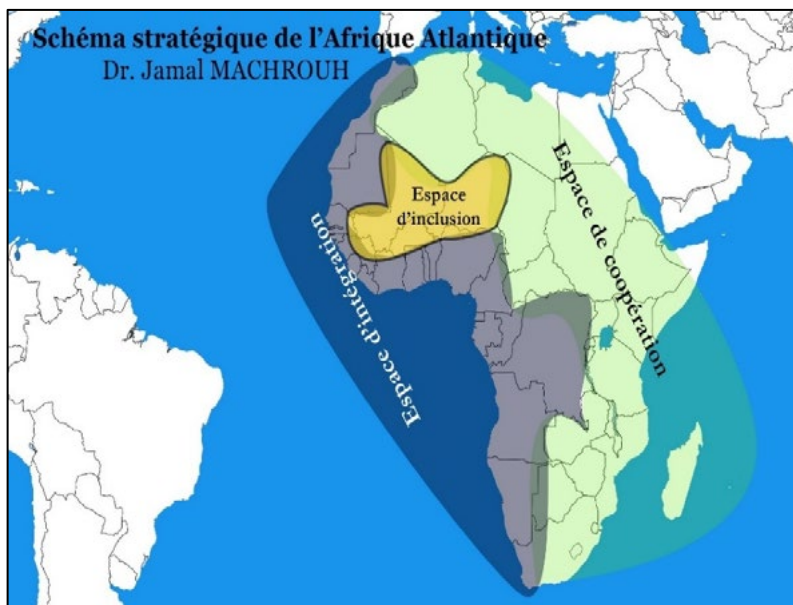 Schéma stratégique de l'Afrique Atlantique
Dr. Jamal MACHROUH
Espace
d'inclusion
Espace d'intégration
Espace de coopération